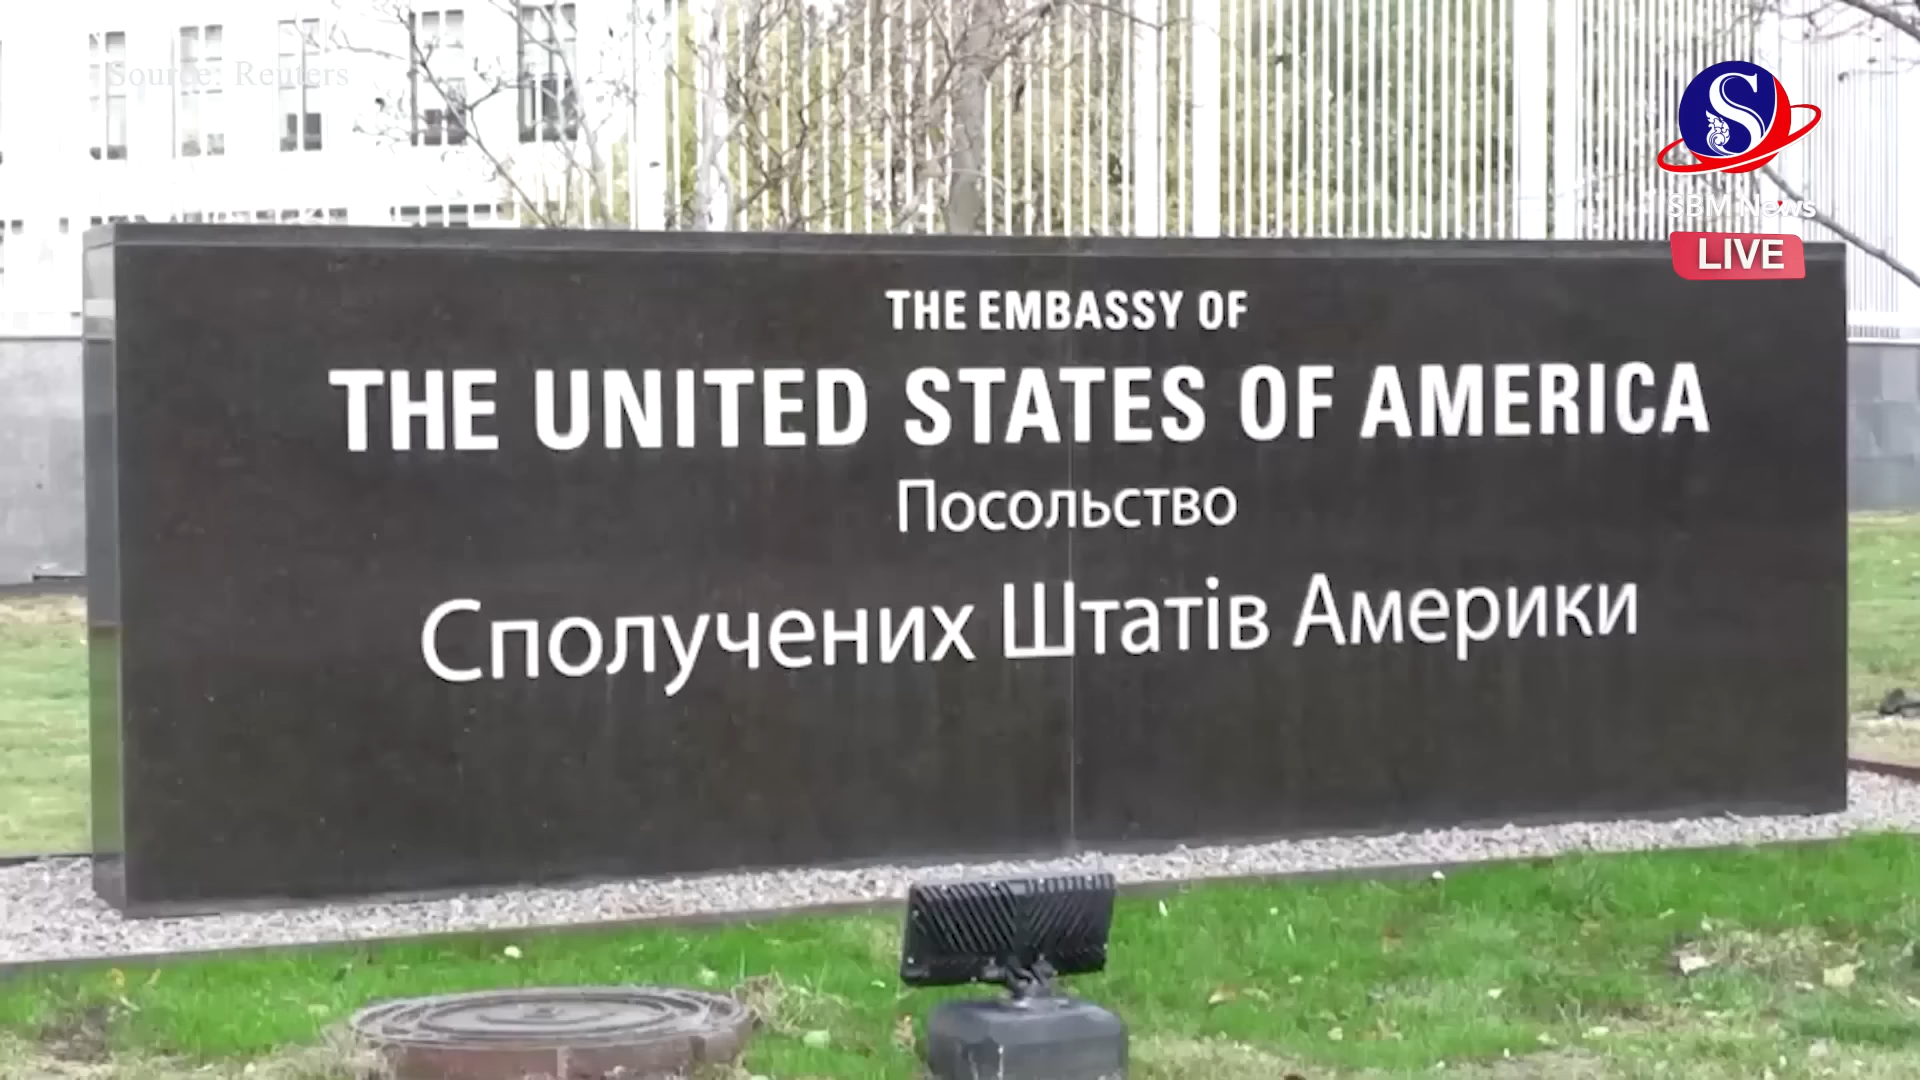 Source: Reuters
S
SBM News
LIVE
THE EMBASSY OF
THE UNITED STATES OF AMERICA
Посольство
Сполучених Штатів Америки